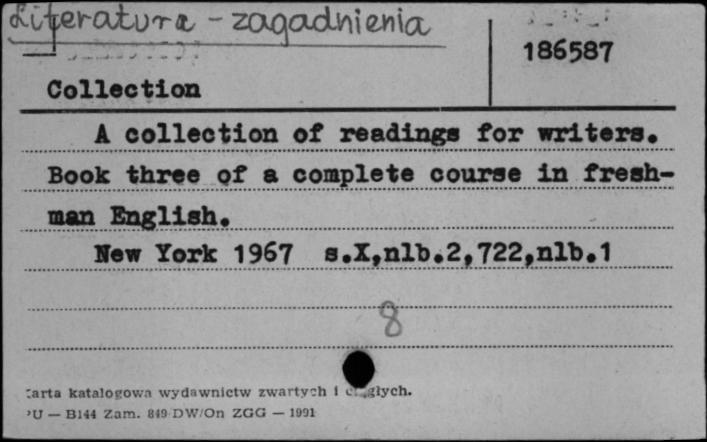 Literatura - zagadnienia
186587
Collection
A collection of readings for writers.
Book three of a complete course in fresh-
man English.
New York 1967 s.X,nlb.2,722,nlb.1
8
karta katalogowa wydawnictw zwartych i ciągłych.
PU — B144 Zam. 849 DW/On ZGG — 1991